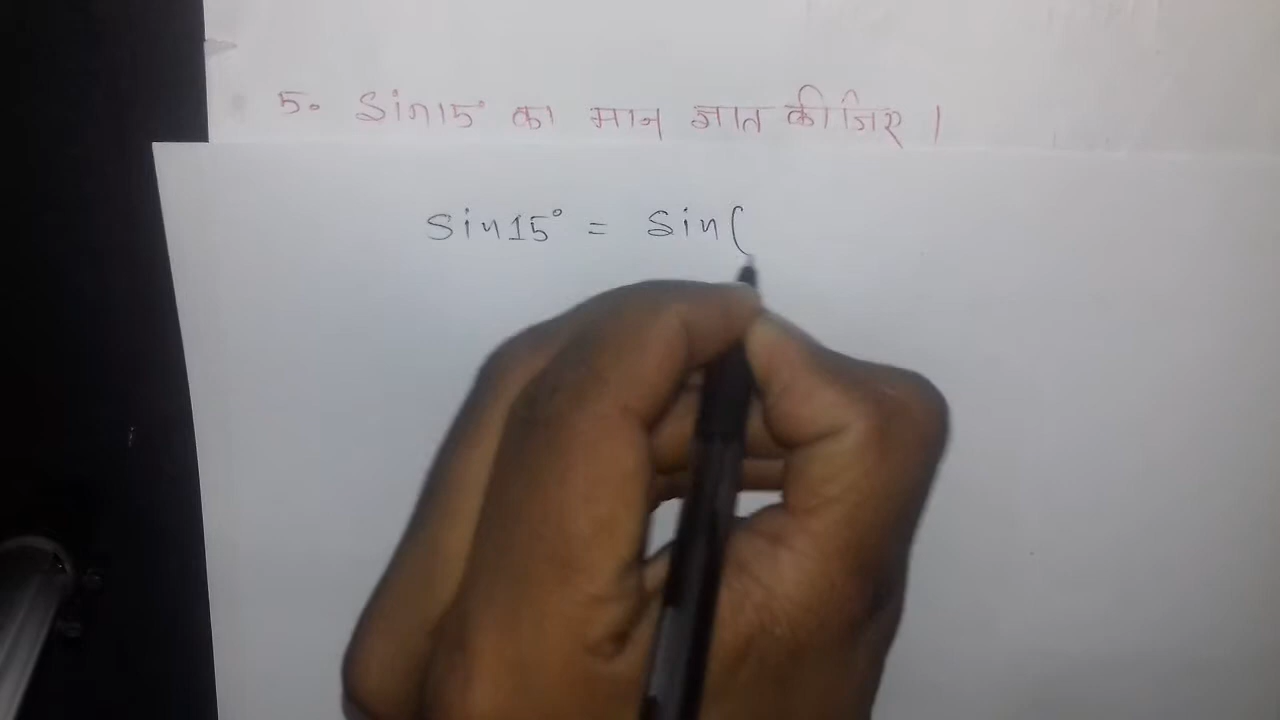 5. Sin15° का मान ज्ञात कीजिए ।
Sin15° = Sin(